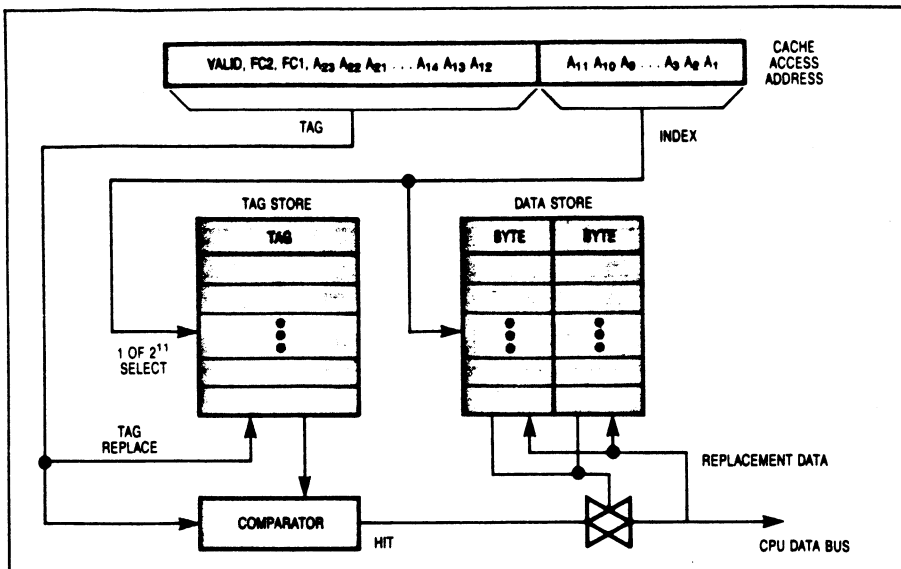 VALID, FC2, FC1, A23 A22 A21 ... A14 A13 A12
A11 A10 A9 ... A3 A2 A1
CACHE
ACCESS
ADDRESS
TAG
INDEX
TAG STORE
DATA STORE
TAG
BYTE
BYTE
1 OF 2¹¹
SELECT
TAG
REPLACE
REPLACEMENT DATA
COMPARATOR
HIT
CPU DATA BUS